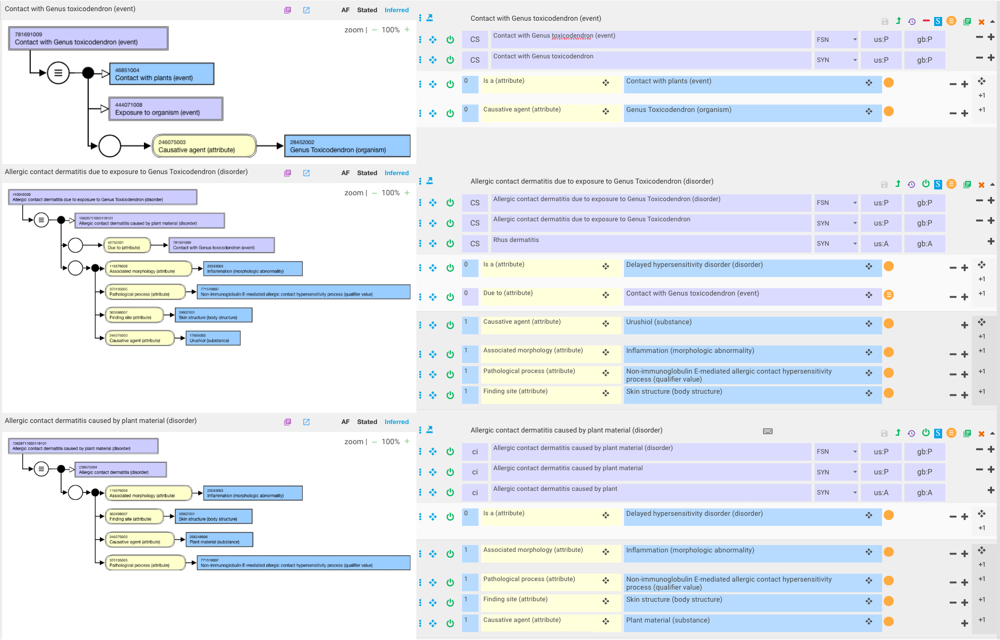 Contact with Genus toxicodendron (event)
AF Stated Inferred
zoom | − 100% +
781691009
Contact with Genus toxicodendron (event)
46851004
Contact with plants (event)
444071008
Exposure to organism (event)
246075003
Causative agent (attribute)
28452002
Genus Toxicodendron (organism)
Contact with Genus toxicodendron (event)
S
CS Contact with Genus toxicodendron (event) FSN us:P gb:P
CS Contact with Genus toxicodendron SYN us:P gb:P
0 Is a (attribute) Contact with plants (event)
+1
0 Causative agent (attribute) Genus Toxicodendron (organism) +1
Allergic contact dermatitis due to exposure to Genus Toxicodendron (disorder)
AF Stated Inferred
zoom | − 100% +
410049000
Allergic contact dermatitis due to exposure to Genus Toxicodendron (disorder)
10628711000119101
Allergic contact dermatitis caused by plant material (disorder)
42752001
Due to (attribute)
781691009
Contact with Genus toxicodendron (event)
116676008
Associated morphology (attribute)
23583003
Inflammation (morphologic abnormality)
370135005
Pathological process (attribute)
771519007
Non-immunoglobulin E-mediated allergic contact hypersensitivity process (qualifier value)
363698007
Finding site (attribute)
39937001
Skin structure (body structure)
246075003
Causative agent (attribute)
17685003
Urushiol (substance)
Allergic contact dermatitis due to exposure to Genus Toxicodendron (disorder)
S
CS Allergic contact dermatitis due to exposure to Genus Toxicodendron (disorder) FSN us:P gb:P
CS Allergic contact dermatitis due to exposure to Genus Toxicodendron SYN us:P gb:P
CS Rhus dermatitis SYN us:A gb:A
0 Is a (attribute) Delayed hypersensitivity disorder (disorder)
+1
0 Due to (attribute) Contact with Genus toxicodendron (event) +1
1 Causative agent (attribute) Urushiol (substance)
+1
1 Associated morphology (attribute) Inflammation (morphologic abnormality) +1
1 Pathological process (attribute) Non-immunoglobulin E-mediated allergic contact hypersensitivity +1
process (qualifier value)
1 Finding site (attribute) Skin structure (body structure) +1
Allergic contact dermatitis caused by plant material (disorder)
AF Stated Inferred
zoom | − 100% +
10628711000119101
Allergic contact dermatitis caused by plant material (disorder)
238575004
Allergic contact dermatitis (disorder)
116676008
Associated morphology (attribute)
23583003
Inflammation (morphologic abnormality)
363698007
Finding site (attribute)
39937001
Skin structure (body structure)
246075003
Causative agent (attribute)
256248008
Plant material (substance)
370135005
Pathological process (attribute)
771519007
Non-immunoglobulin E-mediated allergic contact hypersensitivity process (qualifier value)
Allergic contact dermatitis caused by plant material (disorder)
S
ci Allergic contact dermatitis caused by plant material (disorder) FSN us:P gb:P
ci Allergic contact dermatitis caused by plant material SYN us:P gb:P
ci Allergic contact dermatitis caused by plant SYN us:A gb:A
0 Is a (attribute) Delayed hypersensitivity disorder (disorder)
+1
1 Associated morphology (attribute) Inflammation (morphologic abnormality)
+1
1 Pathological process (attribute) Non-immunoglobulin E-mediated allergic contact hypersensitivity +1
process (qualifier value)
1 Finding site (attribute) Skin structure (body structure) +1
1 Causative agent (attribute) Plant material (substance) +1